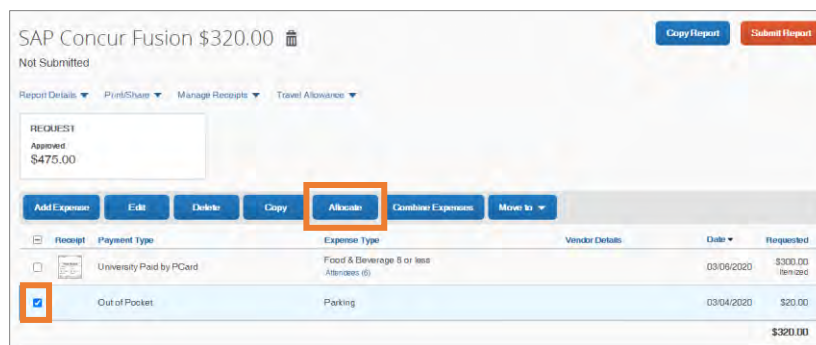 SAP Concur Fusion $320.00
Copy Report Submit Report
Not Submitted
Report Details Print/Share Manage Receipts Travel Allowance
REQUEST
Approved
$475.00
Add Expense Edit Delete Copy Allocate Combine Expenses Move to
Receipt Payment Type Expense Type Vendor Details Date Requested
University Paid by PCard Food & Beverage 8 or less 03/06/2020 $300.00
Attendees (6) Itemized
Out of Pocket Parking 03/04/2020 $20.00
$320.00